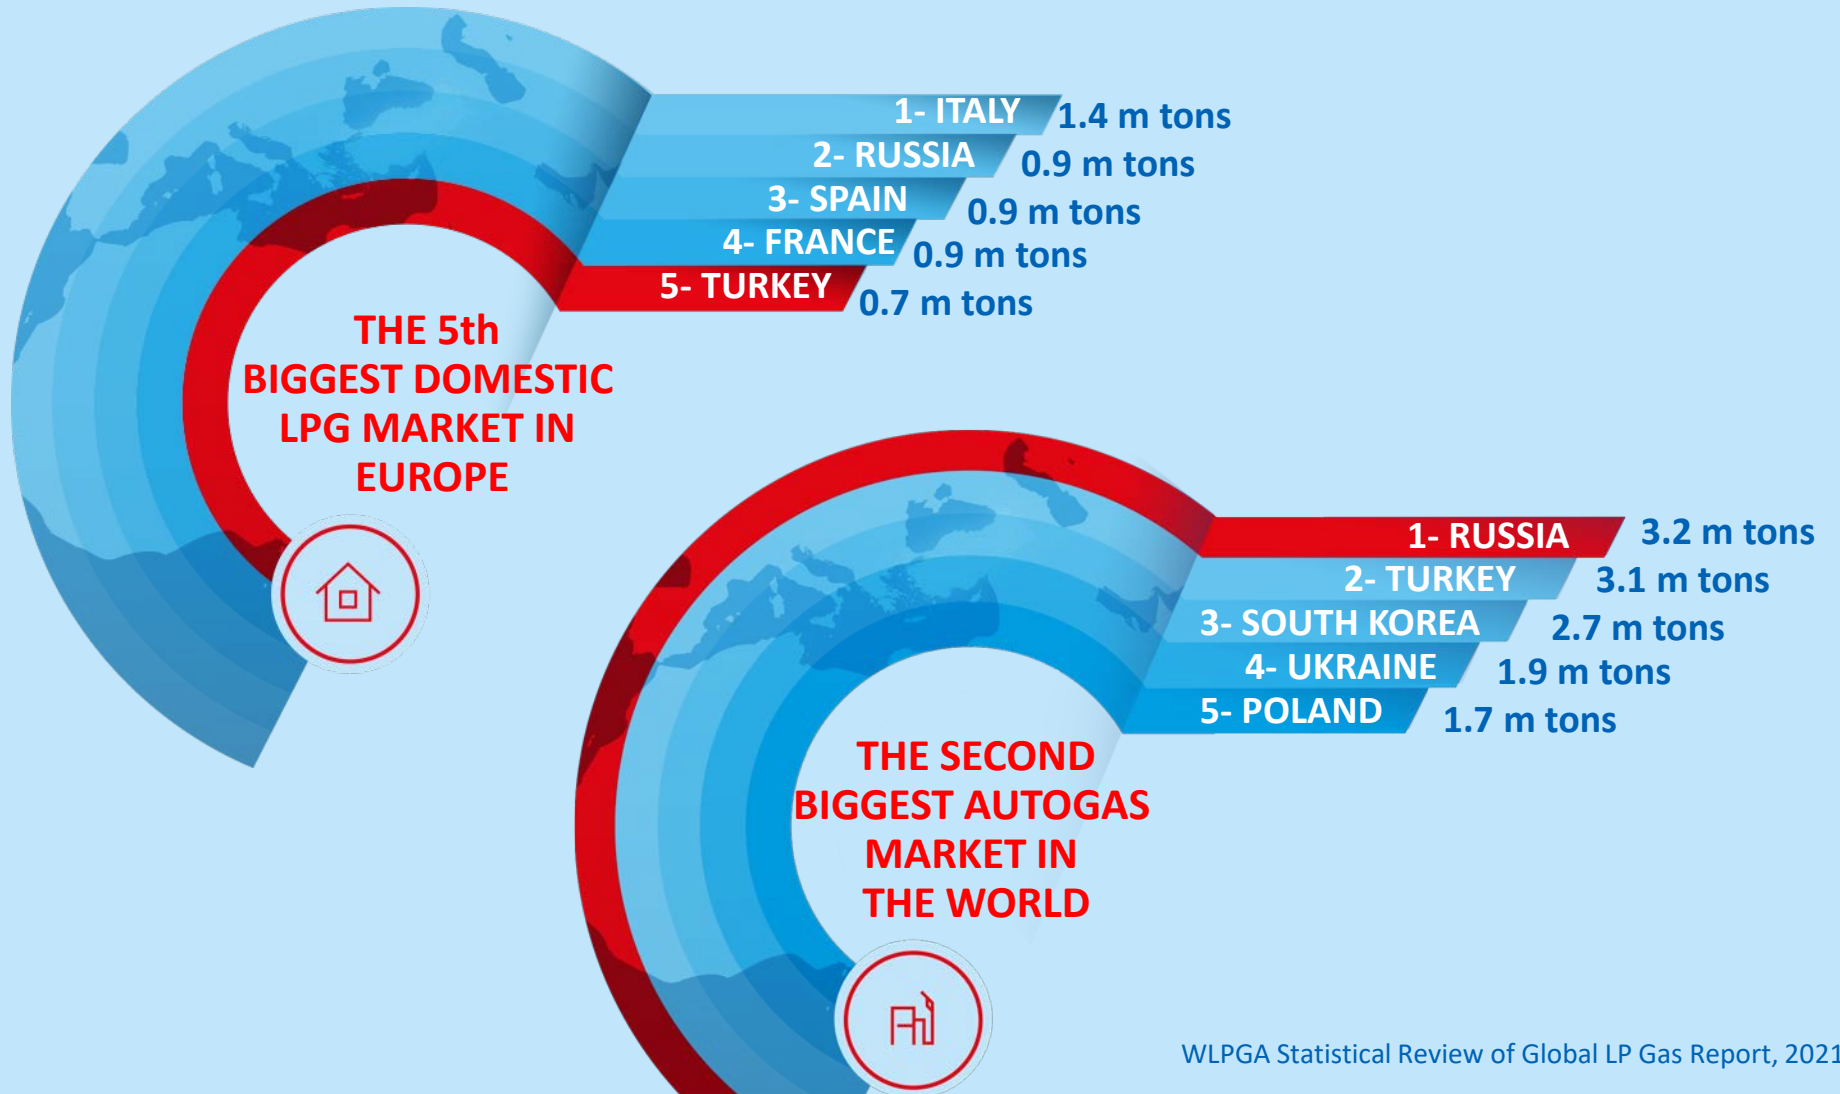 1- ITALY 1.4 m tons
2- RUSSIA 0.9 m tons
3- SPAIN 0.9 m tons
4- FRANCE 0.9 m tons
5- TURKEY 0.7 m tons
THE 5th
BIGGEST DOMESTIC
LPG MARKET IN
EUROPE
1- RUSSIA 3.2 m tons
2- TURKEY 3.1 m tons
3- SOUTH KOREA 2.7 m tons
4- UKRAINE 1.9 m tons
5- POLAND 1.7 m tons
THE SECOND
BIGGEST AUTOGAS
MARKET IN
THE WORLD
WLPGA Statistical Review of Global LP Gas Report, 2021